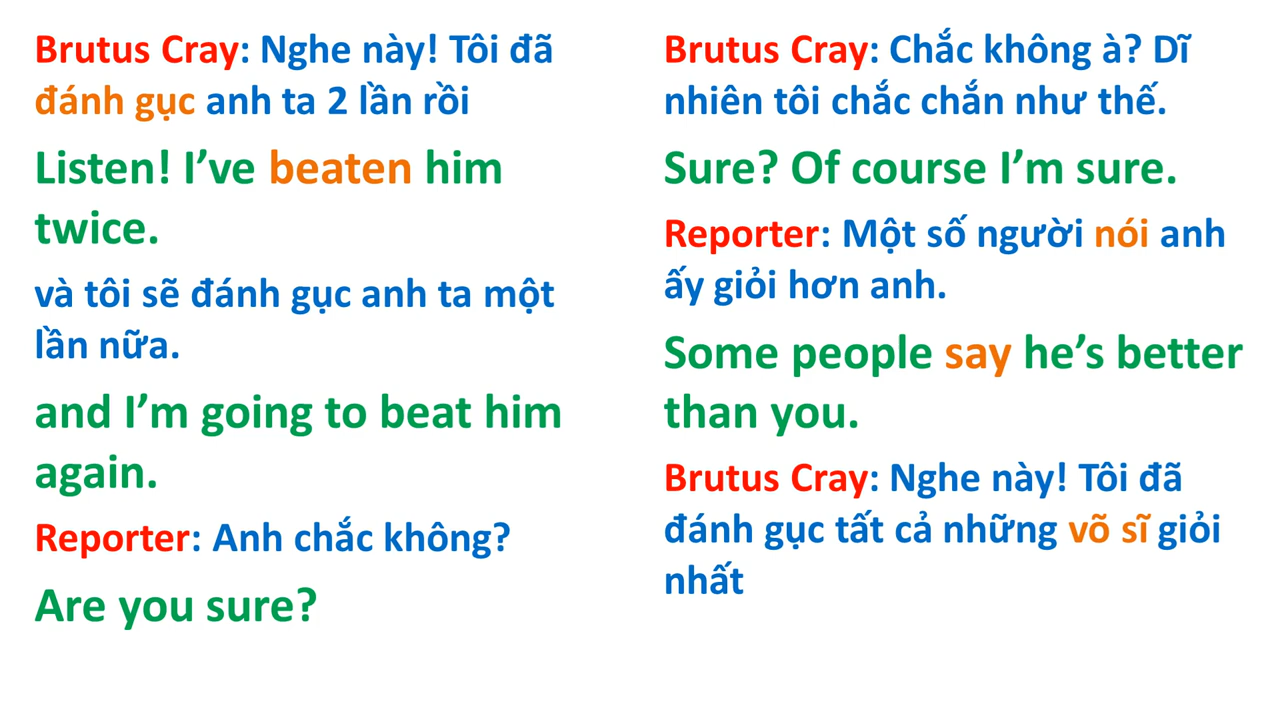 Brutus Cray: Nghe này! Tôi đã
đánh gục anh ta 2 lần rồi
Listen! I’ve beaten him
twice.
và tôi sẽ đánh gục anh ta một
lần nữa.
and I’m going to beat him
again.
Reporter: Anh chắc không?
Are you sure?
Brutus Cray: Chắc không à? Dĩ
nhiên tôi chắc chắn như thế.
Sure? Of course I’m sure.
Reporter: Một số người nói anh
ấy giỏi hơn anh.
Some people say he’s better
than you.
Brutus Cray: Nghe này! Tôi đã
đánh gục tất cả những võ sĩ giỏi
nhất